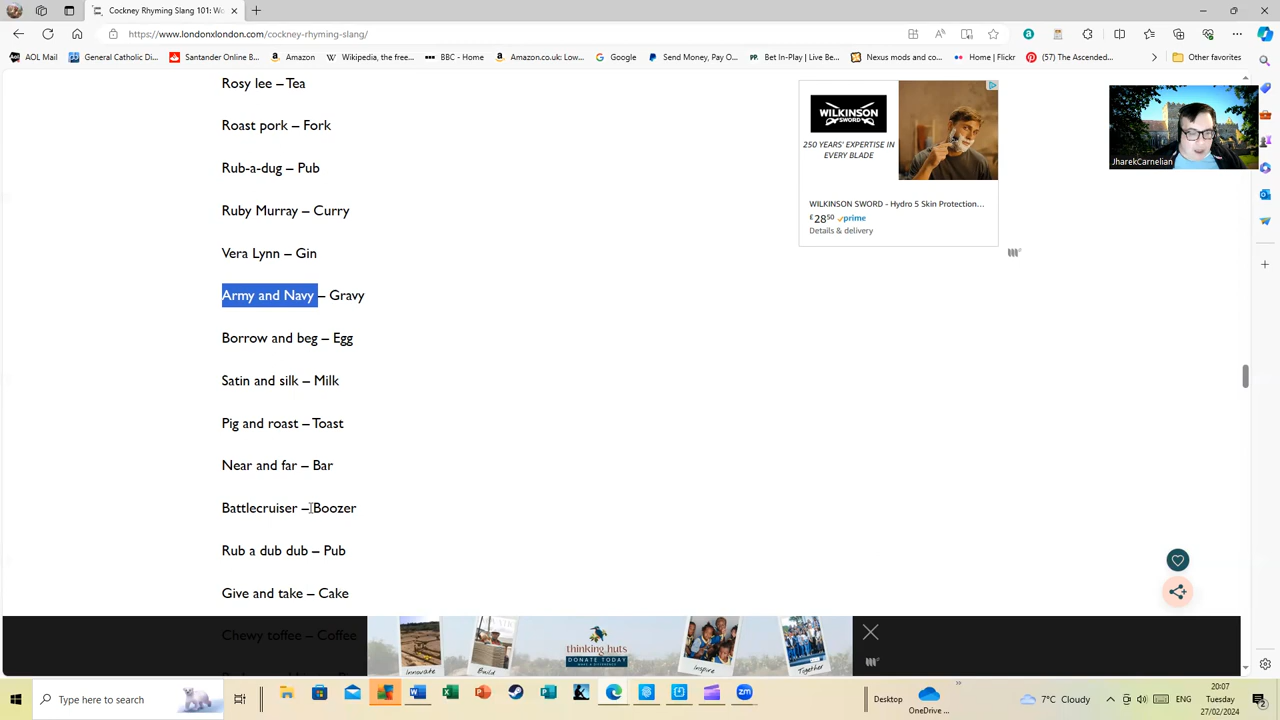 Cockney Rhyming Slang 101: Wo
https://www.londonxlondon.com/cockney-rhyming-slang/
AOL Mail
General Catholic Di...
Santander Online B...
Amazon
Wikipedia, the free...
BBC - Home
Amazon.co.uk: Low...
Google
Send Money, Pay O...
Bet In-Play | Live Be...
Nexus mods and co...
Home | Flickr
(57) The Ascended...
Other favorites
Rosy lee – Tea
Roast pork – Fork
Rub-a-dug – Pub
Ruby Murray – Curry
Vera Lynn – Gin
Army and Navy – Gravy
Borrow and beg – Egg
Satin and silk – Milk
Pig and roast – Toast
Near and far – Bar
Battlecruiser – Boozer
Rub a dub dub – Pub
Give and take – Cake
Chewy toffee – Coffee
WILKINSON
SWORD
250 YEARS' EXPERTISE IN
EVERY BLADE
WILKINSON SWORD - Hydro 5 Skin Protection...
£2850 prime
Details & delivery
JharekCarnelian
Innovate
Build
thinking huts
DONATE TODAY
Inspire
Together
Type here to search
Desktop
OneDrive ...
7°C Cloudy
20:07
Tuesday
27/02/2024